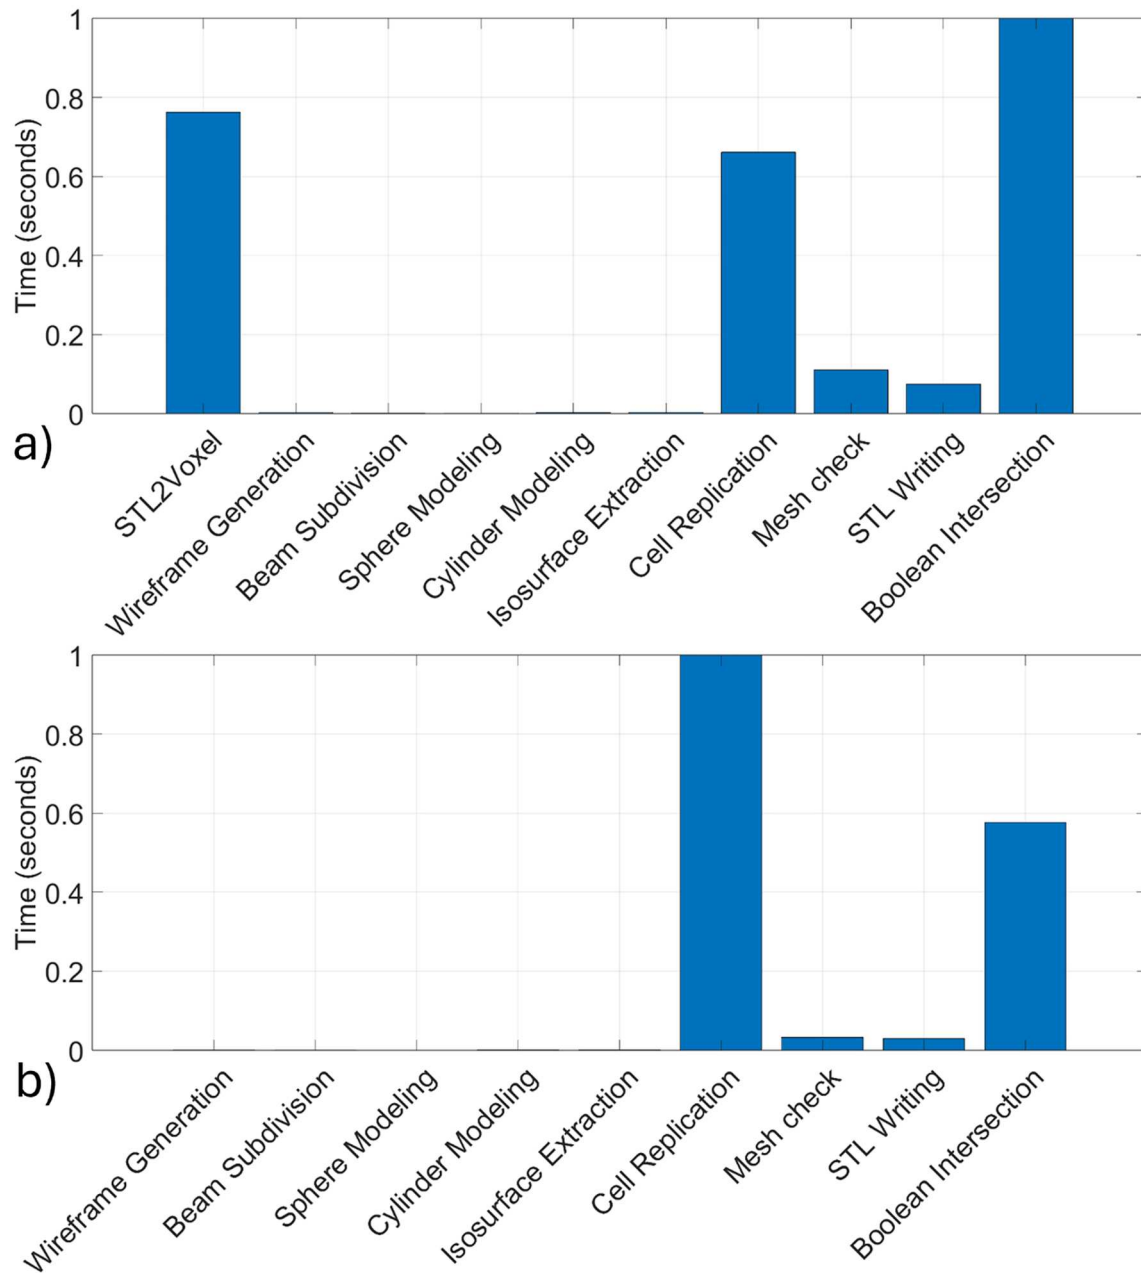 1
0.8
0.6
0.4
0.2
0
Time (seconds)
a)
STL2Voxel
Wireframe Generation
Beam Subdivision
Sphere Modeling
Cylinder Modeling
Isosurface Extraction
Cell Replication
Mesh check
STL Writing
Boolean Intersection
1
0.8
0.6
0.4
0.2
0
Time (seconds)
b)
Wireframe Generation
Beam Subdivision
Sphere Modeling
Cylinder Modeling
Isosurface Extraction
Cell Replication
Mesh check
STL Writing
Boolean Intersection